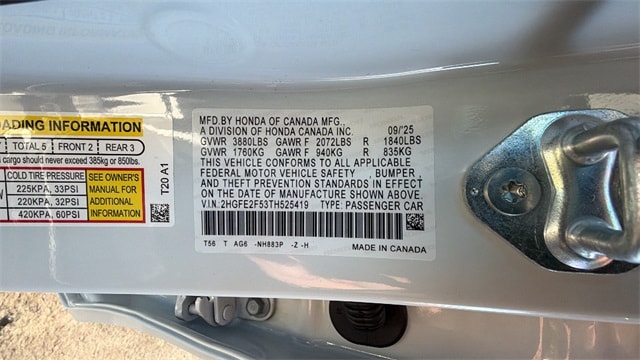 OADING INFORMATION
TOTAL 5 FRONT 2 REAR 3
cargo should never exceed 385kg or 850lbs.
COLD TIRE PRESSURE
225KPA, 33PSI
220KPA, 32PSI
420KPA, 60PSI
SEE OWNER'S
MANUAL FOR
ADDITIONAL
INFORMATION
T20 A1
MFD.BY HONDA OF CANADA MFG., 09/'25
A DIVISION OF HONDA CANADA INC.
GVWR 3880LBS GAWR F 2072LBS R 1840LBS
GVWR 1760KG GAWR F 940KG R 835KG
THIS VEHICLE CONFORMS TO ALL APPLICABLE
FEDERAL MOTOR VEHICLE SAFETY , BUMPER ,
AND THEFT PREVENTION STANDARDS IN EFFECT
ON THE DATE OF MANUFACTURE SHOWN ABOVE.
V.I.N: 2HGFE2F53TH525419 TYPE: PASSENGER CAR
T56 T AG6 -NH883P -Z -H
MADE IN CANADA